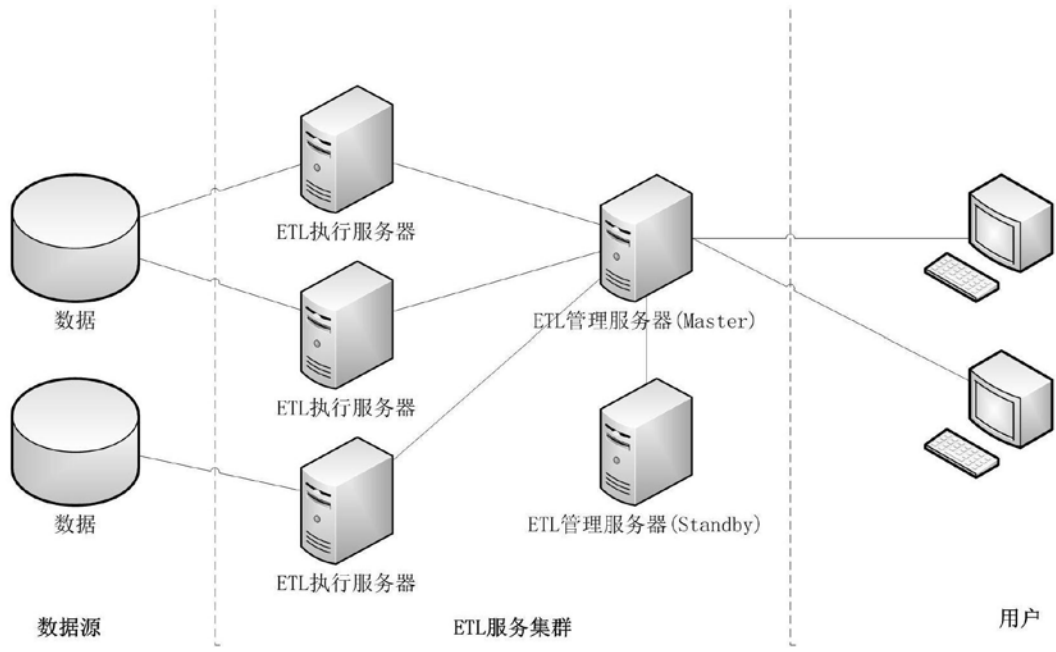 ETL执行服务器
数据
ETL管理服务器(Master)
ETL执行服务器
数据
ETL管理服务器(Standby)
ETL执行服务器
数据源
ETL服务集群
用户